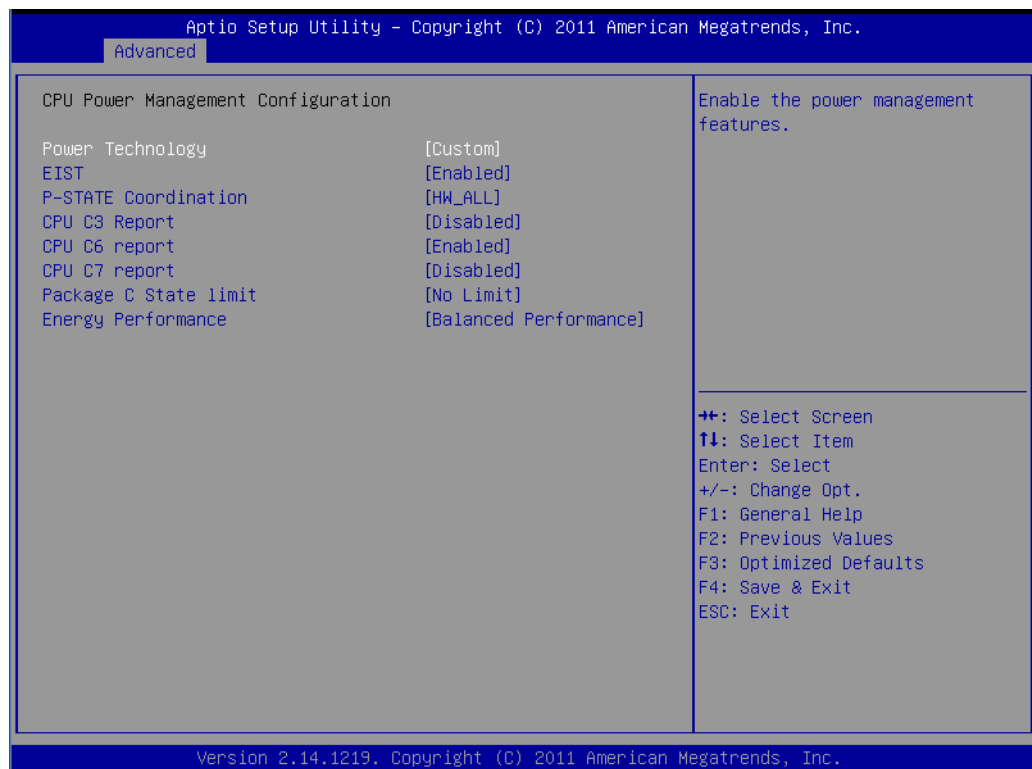 Aptio Setup Utility – Copyright (C) 2011 American Megatrends, Inc.
Advanced
CPU Power Management Configuration
Power Technology [Custom]
EIST [Enabled]
P-STATE Coordination [HW_ALL]
CPU C3 Report [Disabled]
CPU C6 report [Enabled]
CPU C7 report [Disabled]
Package C State limit [No Limit]
Energy Performance [Balanced Performance]
Enable the power management
features.
→←: Select Screen
↑↓: Select Item
Enter: Select
+/-: Change Opt.
F1: General Help
F2: Previous Values
F3: Optimized Defaults
F4: Save & Exit
ESC: Exit
Version 2.14.1219. Copyright (C) 2011 American Megatrends, Inc.